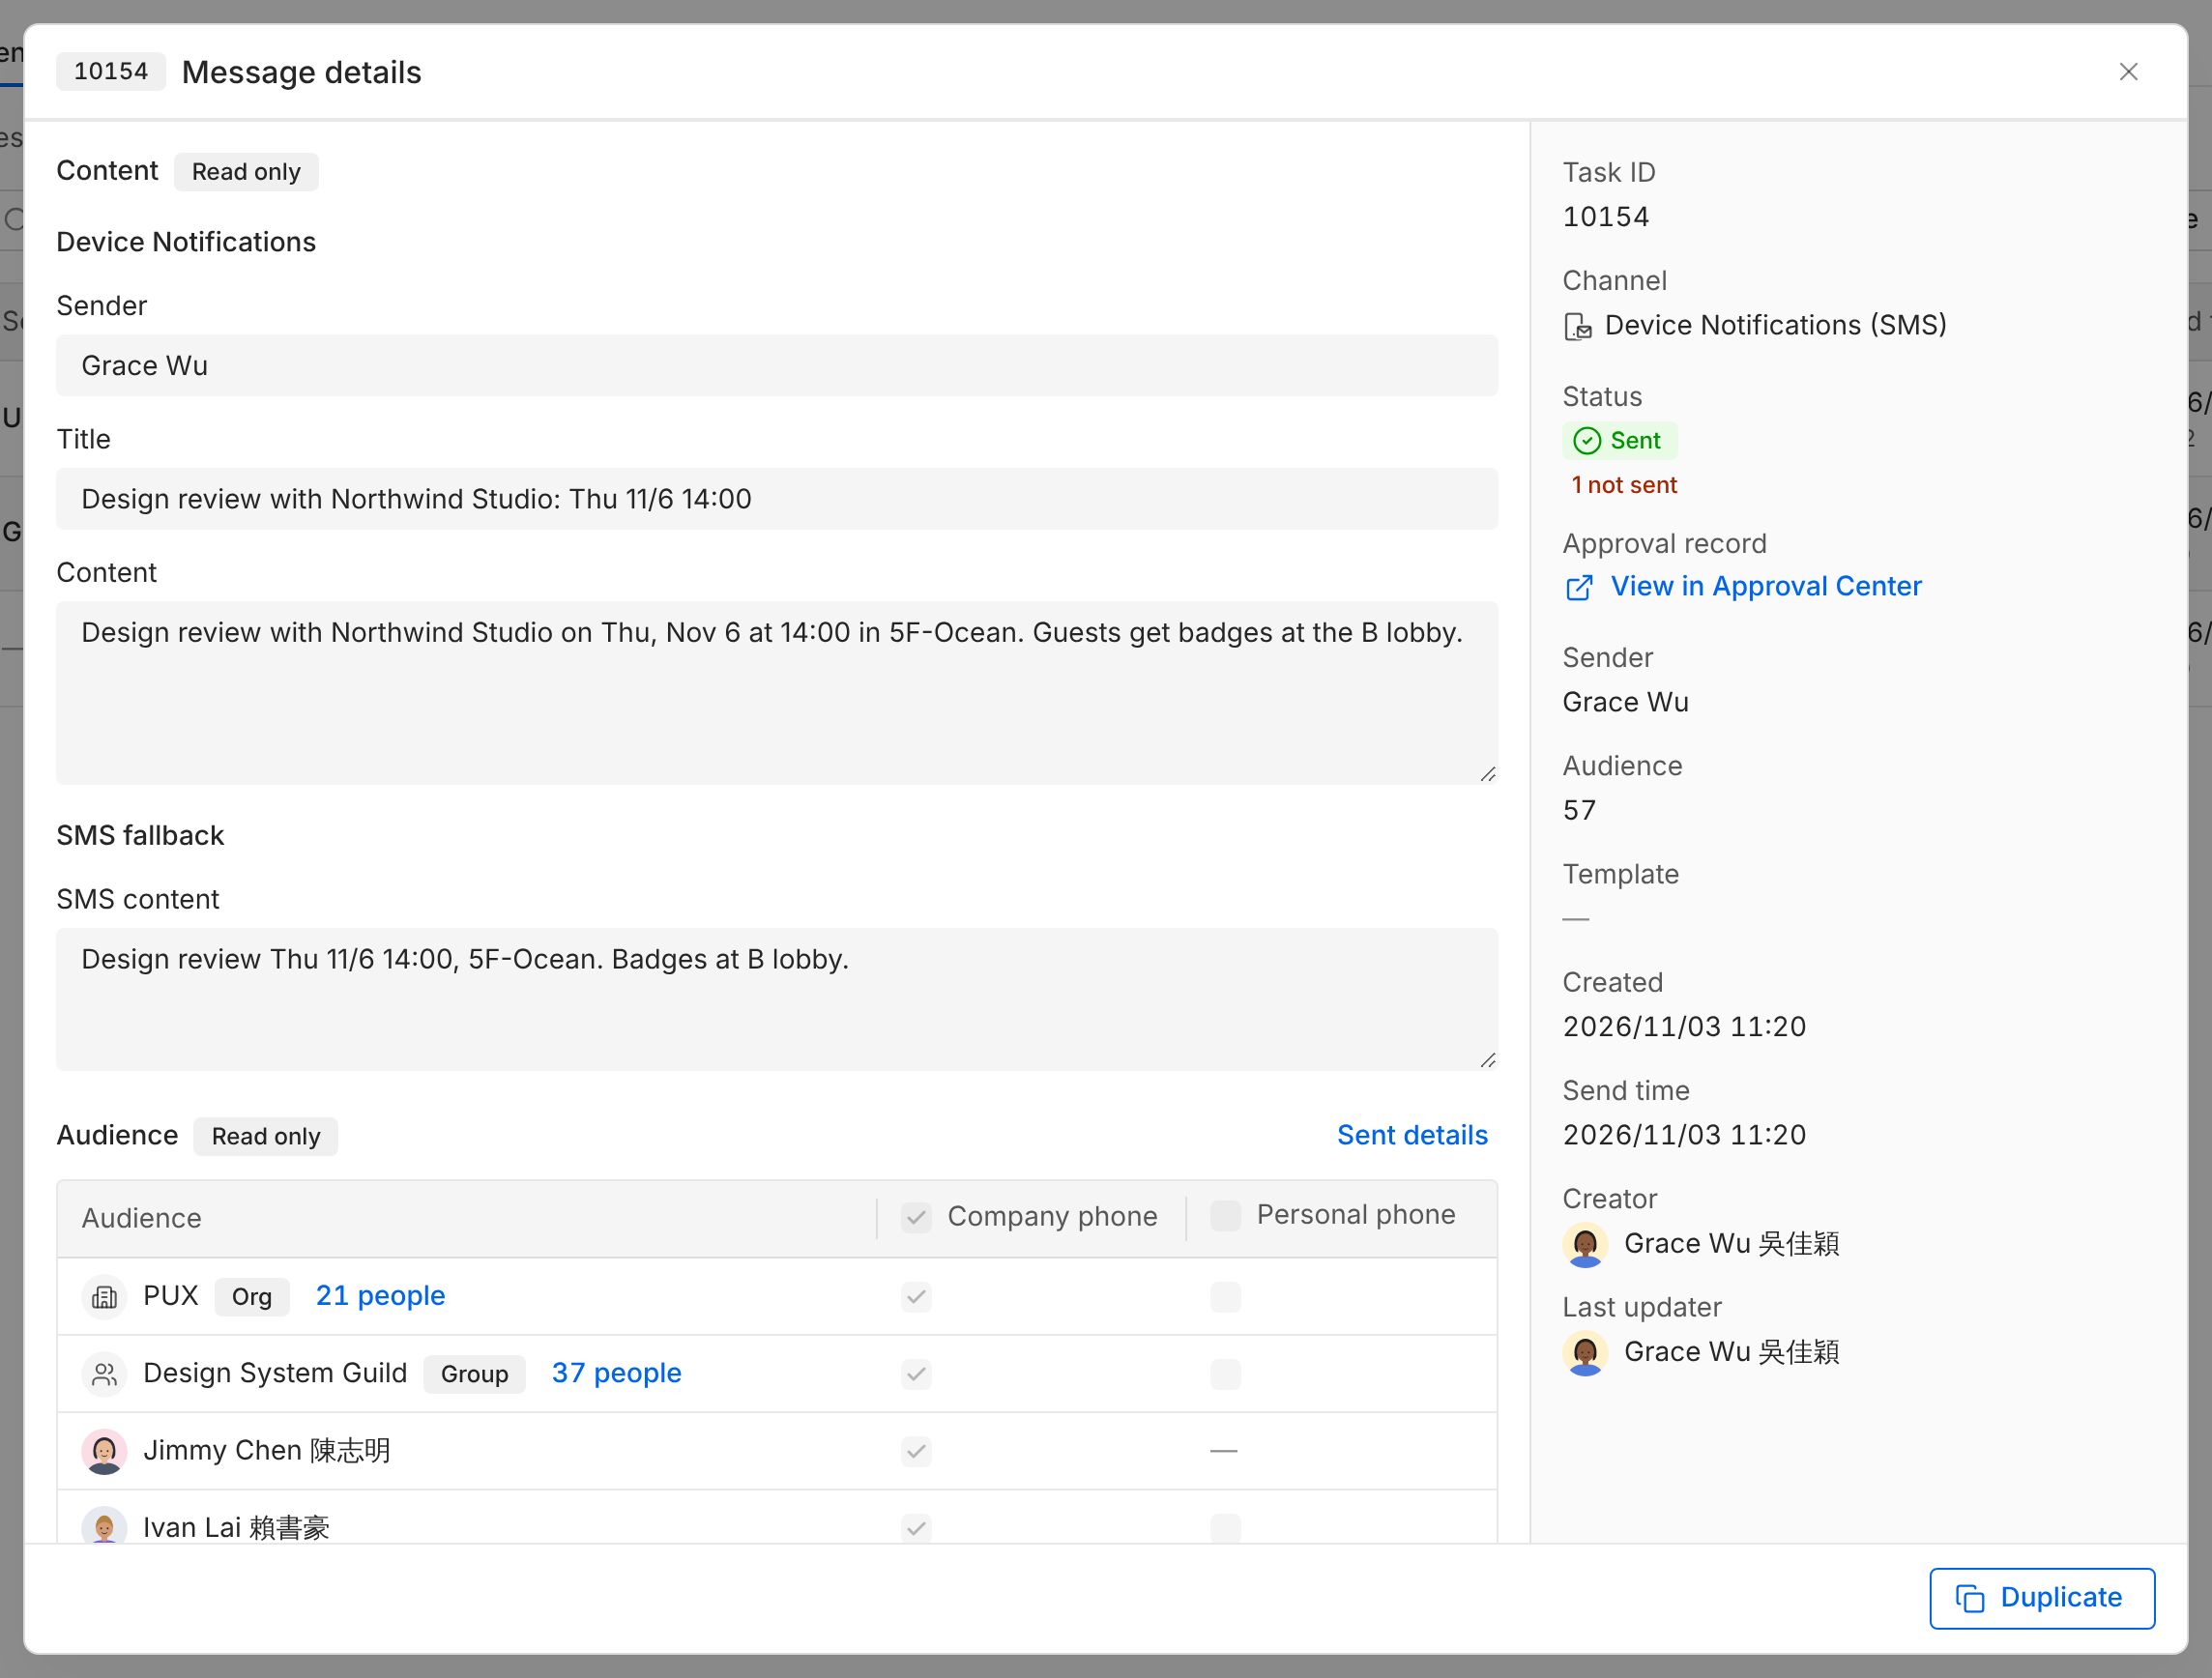 10154 Message details
Content Read only
Device Notifications
Sender
Grace Wu
Title
Design review with Northwind Studio: Thu 11/6 14:00
Content
Design review with Northwind Studio on Thu, Nov 6 at 14:00 in 5F-Ocean. Guests get badges at the B lobby.
SMS fallback
SMS content
Design review Thu 11/6 14:00, 5F-Ocean. Badges at B lobby.
Audience Read only Sent details
Audience Company phone Personal phone
PUX Org 21 people
Design System Guild Group 37 people
Jimmy Chen 陳志明 —
Ivan Lai 賴書豪
Task ID
10154
Channel
Device Notifications (SMS)
Status
Sent
1 not sent
Approval record
View in Approval Center
Sender
Grace Wu
Audience
57
Template
—
Created
2026/11/03 11:20
Send time
2026/11/03 11:20
Creator
Grace Wu 吳佳穎
Last updater
Grace Wu 吳佳穎
Duplicate